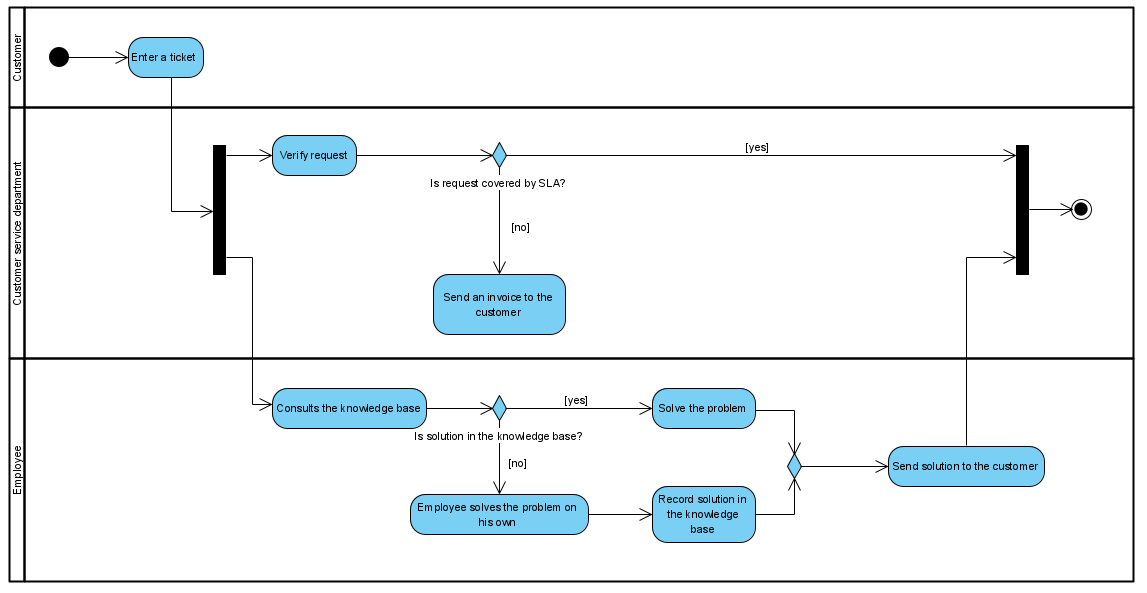 Customer
Enter a ticket
Customer service department
Verify request
[yes]
Is request covered by SLA?
[no]
Send an invoice to the
customer
Employee
Consults the knowledge base
[yes]
Solve the problem
Is solution in the knowledge base?
[no]
Send solution to the customer
Employee solves the problem on
his own
Record solution in
the knowledge
base